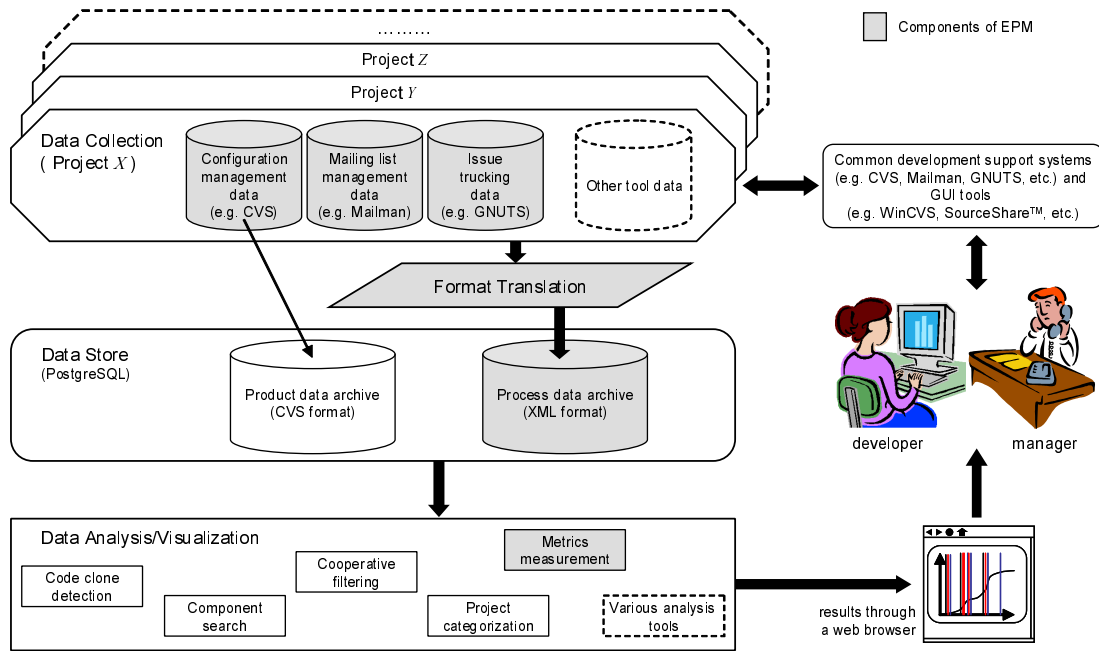 ………
Components of EPM
Project Z
Project Y
Data Collection
( Project X )
Configuration
management
data
(e.g. CVS)
Mailing list
management
data
(e.g. Mailman)
Issue
trucking
data
(e.g. GNUTS)
Other tool data
Common development support systems
(e.g. CVS, Mailman, GNUTS, etc.) and
GUI tools
(e.g. WinCVS, SourceShare™, etc.)
Format Translation
Data Store
(PostgreSQL)
Product data archive
(CVS format)
Process data archive
(XML format)
developer
manager
Data Analysis/Visualization
Code clone
detection
Component
search
Cooperative
filtering
Project
categorization
Metrics
measurement
Various analysis
tools
results through
a web browser